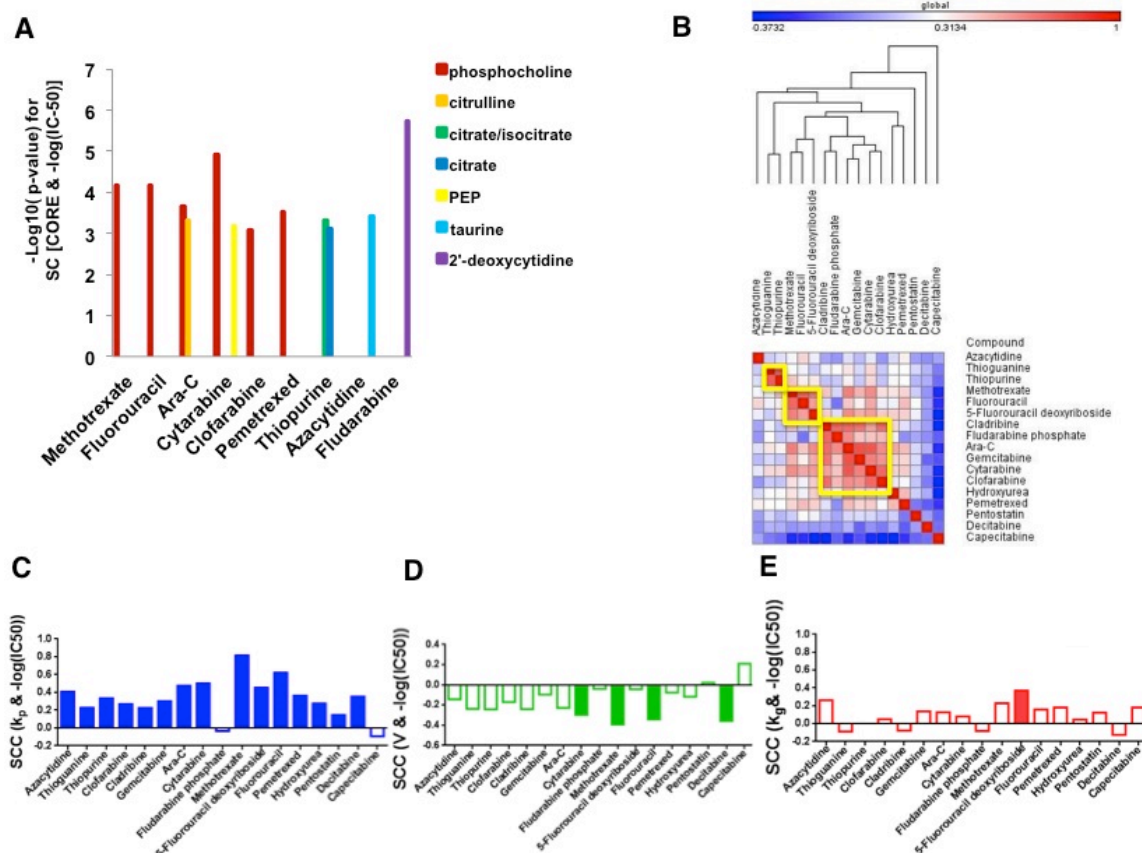 A
-Log10( p-value) for
SC [CORE & -log(IC-50)]
7
6
5
4
3
2
1
0
Methotrexate
Fluorouracil
Ara-C
Cytarabine
Clofarabine
Pemetrexed
Thiopurine
Azacytidine
Fludarabine
phosphocholine
citrulline
citrate/isocitrate
citrate
PEP
taurine
2'-deoxycytidine
B
global
-0.3732 0.3134 1
Azacytidine
Thioguanine
Thiopurine
Methotrexate
Fluorouracil
5-Fluorouracil deoxyriboside
Cladribine
Fludarabine phosphate
Ara-C
Gemcitabine
Cytarabine
Clofarabine
Hydroxyurea
Pemetrexed
Pentostatin
Decitabine
Capecitabine
Compound
Azacytidine
Thioguanine
Thiopurine
Methotrexate
Fluorouracil
5-Fluorouracil deoxyriboside
Cladribine
Fludarabine phosphate
Ara-C
Gemcitabine
Cytarabine
Clofarabine
Hydroxyurea
Pemetrexed
Pentostatin
Decitabine
Capecitabine
C
SCC (kp & -log(IC50))
1.0
0.8
0.6
0.4
0.2
0.0
-0.2
Azacytidine
Thioguanine
Thiopurine
Clofarabine
Cladribine
Gemcitabine
Ara-C
Cytarabine
Fludarabine phosphate
Methotrexate
5-Fluorouracil deoxyriboside
Fluorouracil
Pemetrexed
Hydroxyurea
Pentostatin
Decitabine
Capecitabine
D
SCC (V & -log(IC50))
0.4
0.2
0.0
-0.2
-0.4
-0.6
Azacytidine
Thioguanine
Thiopurine
Clofarabine
Cladribine
Gemcitabine
Ara-C
Cytarabine
Fludarabine phosphate
Methotrexate
5-Fluorouracil deoxyriboside
Fluorouracil
Pemetrexed
Hydroxyurea
Pentostatin
Decitabine
Capecitabine
E
SCC (kg & -log(IC50))
1.0
0.8
0.6
0.4
0.2
0.0
-0.2
Azacytidine
Thioguanine
Thiopurine
Clofarabine
Cladribine
Gemcitabine
Ara-C
Cytarabine
Fludarabine phosphate
Methotrexate
5-Fluorouracil deoxyriboside
Fluorouracil
Pemetrexed
Hydroxyurea
Pentostatin
Decitabine
Capecitabine